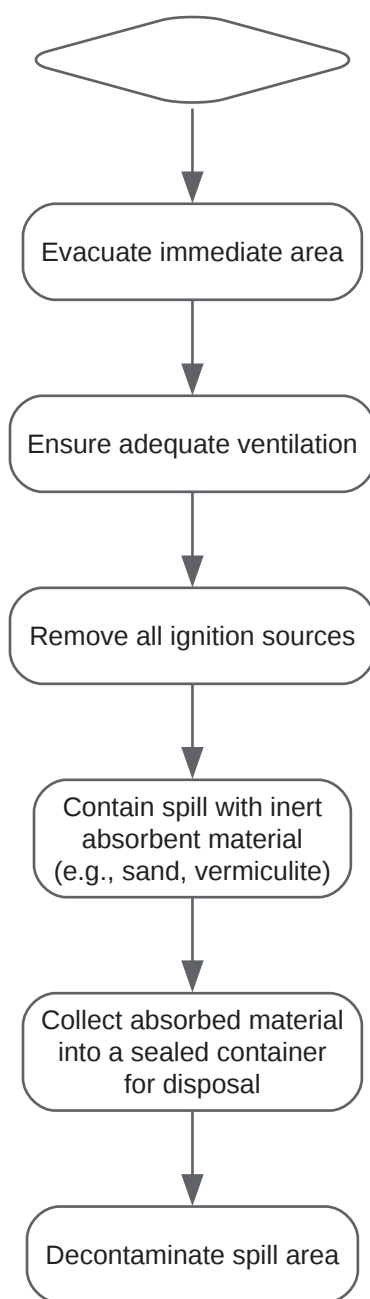 Evacuate immediate area
Ensure adequate ventilation
Remove all ignition sources
Contain spill with inert
absorbent material
(e.g., sand, vermiculite)
Collect absorbed material
into a sealed container
for disposal
Decontaminate spill area